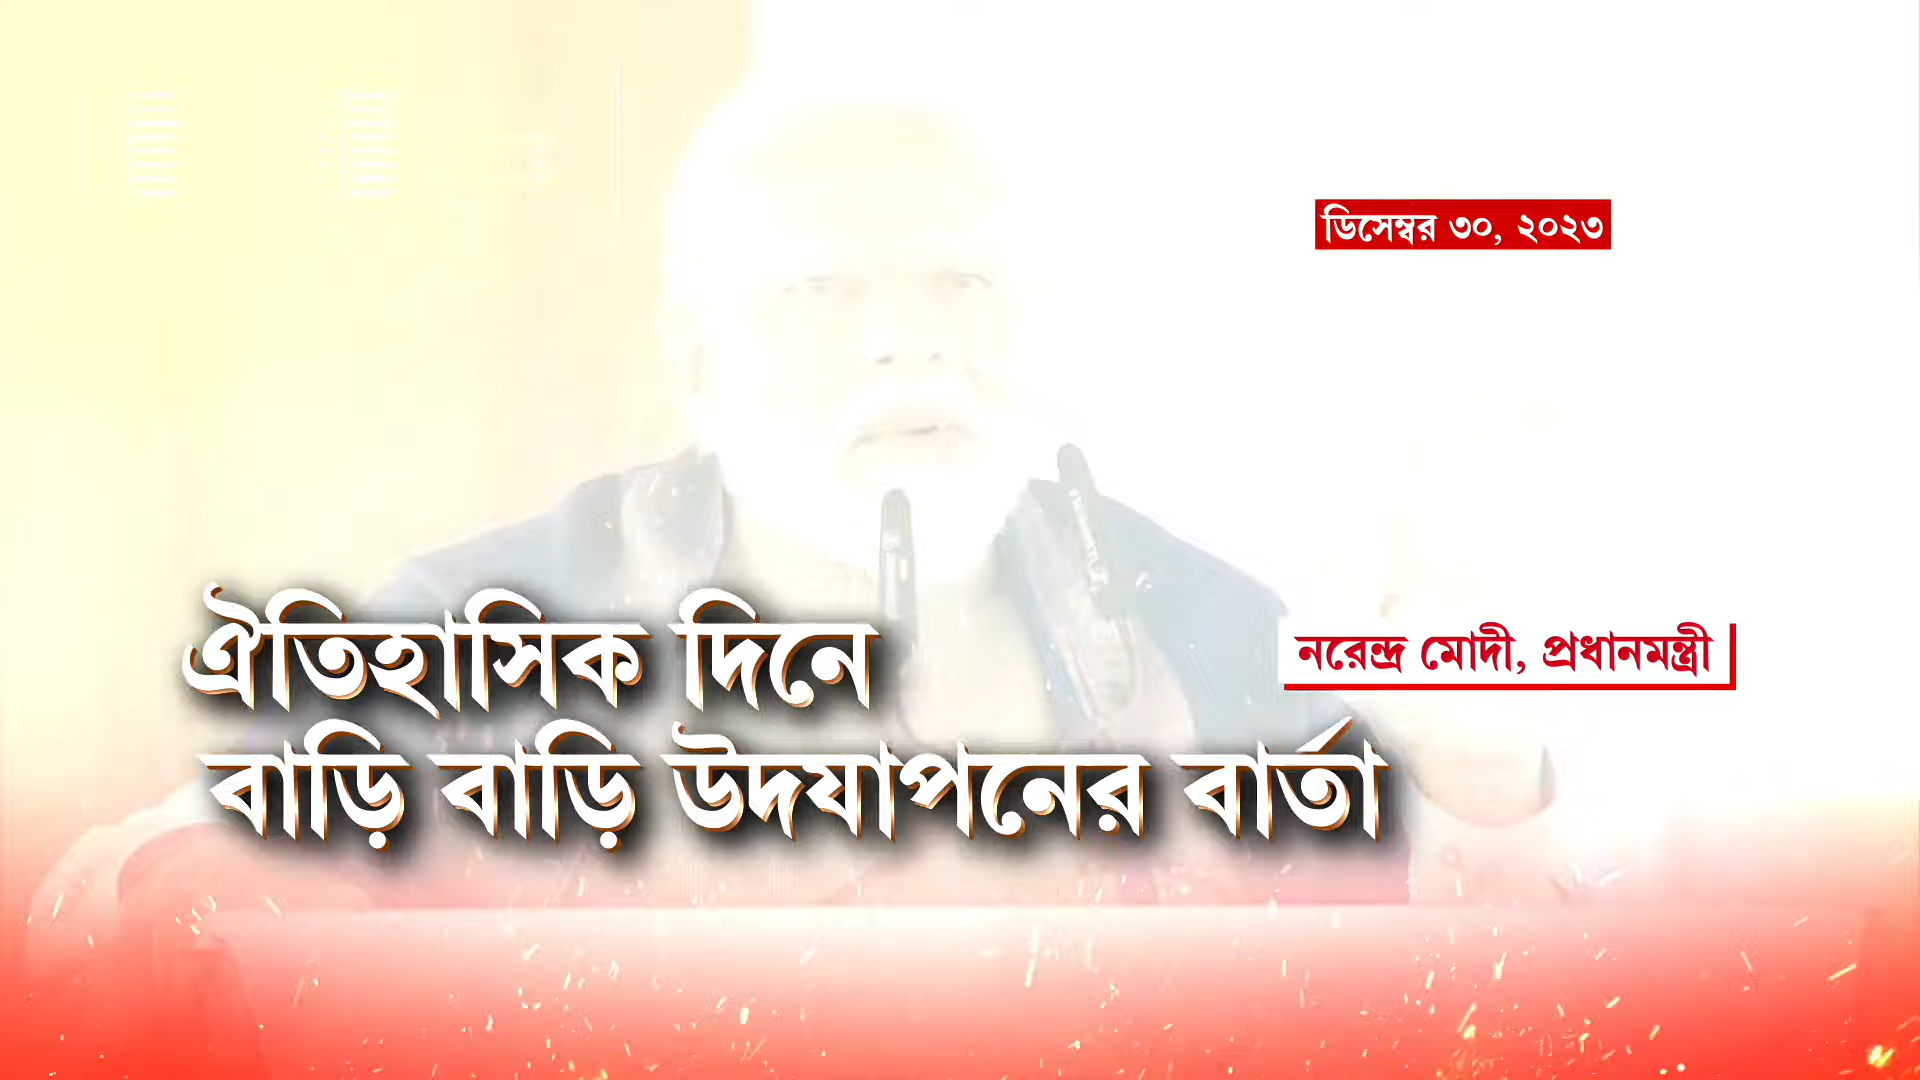 ডিসেম্বর ৩০, ২০২৩
নরেন্দ্র মোদী, প্রধানমন্ত্রী
ঐতিহাসিক দিনে
বাড়ি বাড়ি উদযাপনের বার্তা